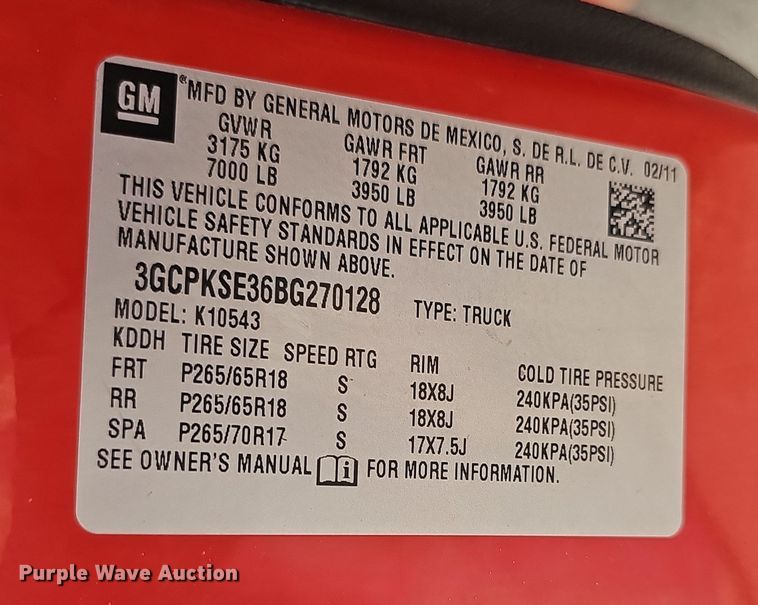 GM
®MFD BY GENERAL MOTORS DE MEXICO, S. DE R.L. DE C.V. 02/11
GVWR GAWR FRT GAWR RR
3175 KG 1792 KG 1792 KG
7000 LB 3950 LB 3950 LB
THIS VEHICLE CONFORMS TO ALL APPLICABLE U.S. FEDERAL MOTOR
VEHICLE SAFETY STANDARDS IN EFFECT ON THE DATE OF
MANUFACTURE SHOWN ABOVE.
3GCPKSE36BG270128 TYPE: TRUCK
MODEL: K10543
KDDH TIRE SIZE SPEED RTG RIM COLD TIRE PRESSURE
FRT P265/65R18 S 18X8J 240KPA(35PSI)
RR P265/65R18 S 18X8J 240KPA(35PSI)
SPA P265/70R17 S 17X7.5J 240KPA(35PSI)
SEE OWNER'S MANUAL i FOR MORE INFORMATION.
Purple Wave Auction